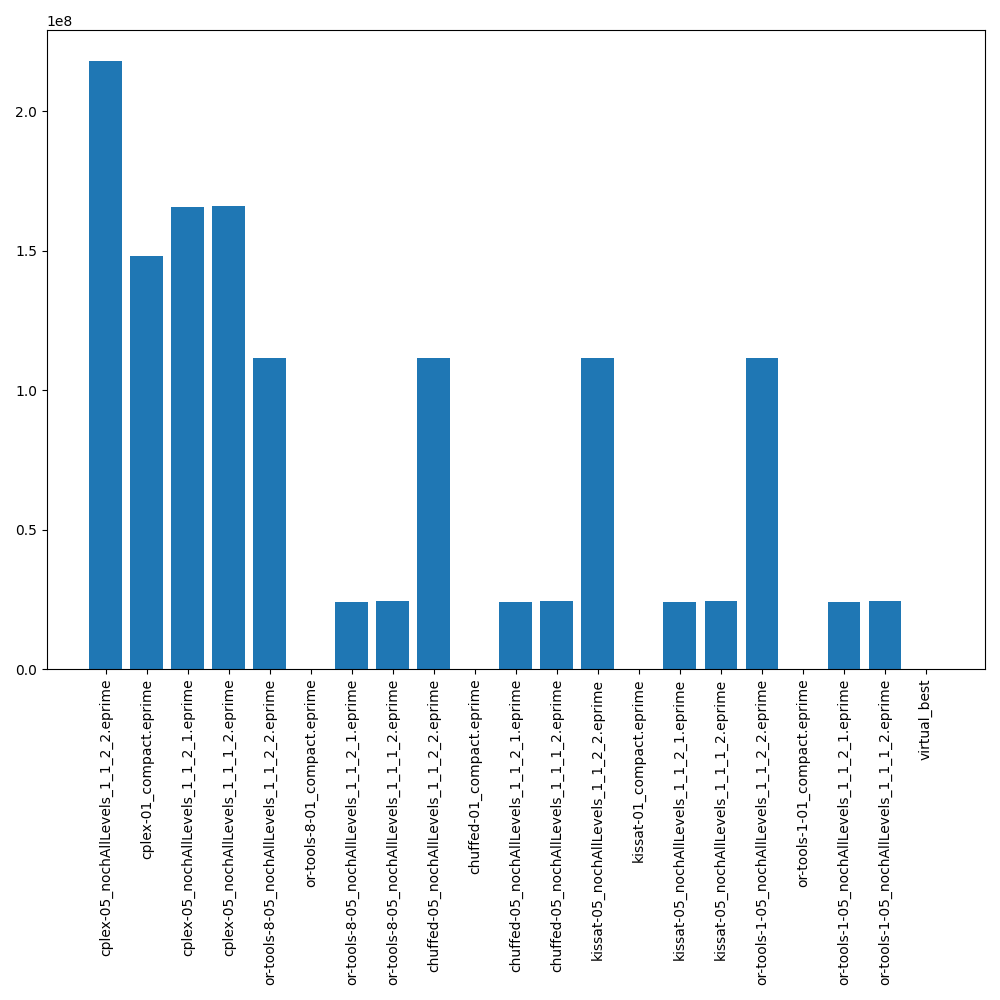 1e8
2.0
1.5
1.0
0.5
0.0
cplex-05_nochAllLevels_1_1_2_2.eprime
cplex-01_compact.eprime
cplex-05_nochAllLevels_1_1_2_1.eprime
cplex-05_nochAllLevels_1_1_1_2.eprime
or-tools-8-05_nochAllLevels_1_1_2_2.eprime
or-tools-8-01_compact.eprime
or-tools-8-05_nochAllLevels_1_1_2_1.eprime
or-tools-8-05_nochAllLevels_1_1_1_2.eprime
chuffed-05_nochAllLevels_1_1_2_2.eprime
chuffed-01_compact.eprime
chuffed-05_nochAllLevels_1_1_2_1.eprime
chuffed-05_nochAllLevels_1_1_1_2.eprime
kissat-05_nochAllLevels_1_1_2_2.eprime
kissat-01_compact.eprime
kissat-05_nochAllLevels_1_1_2_1.eprime
kissat-05_nochAllLevels_1_1_1_2.eprime
or-tools-1-05_nochAllLevels_1_1_2_2.eprime
or-tools-1-01_compact.eprime
or-tools-1-05_nochAllLevels_1_1_2_1.eprime
or-tools-1-05_nochAllLevels_1_1_1_2.eprime
virtual_best